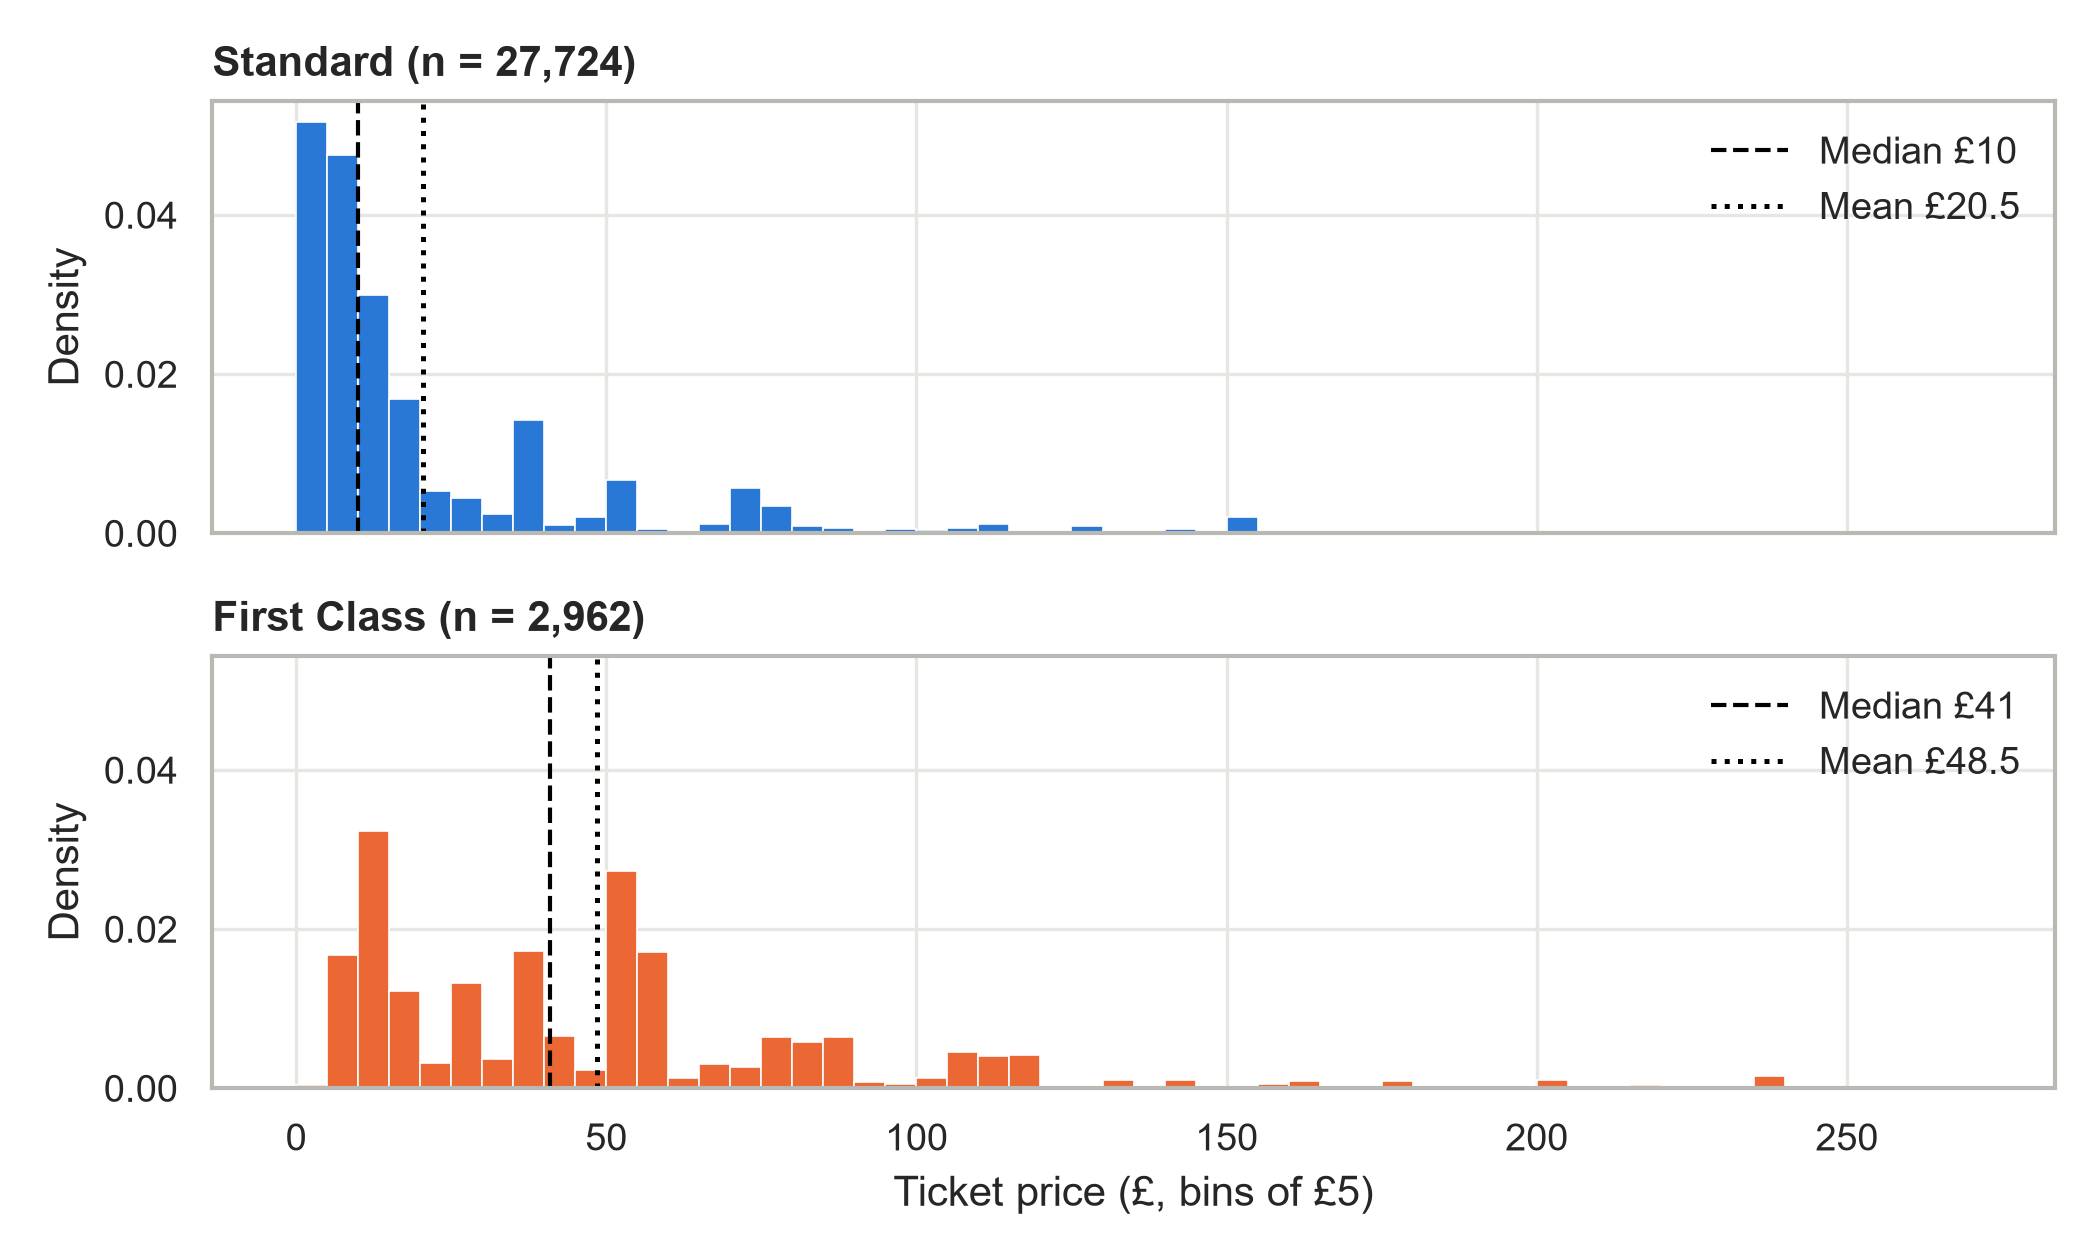 Standard (n = 27,724)
Median £10
Mean £20.5
Density
0.04
0.02
0.00
First Class (n = 2,962)
Median £41
Mean £48.5
Density
0.04
0.02
0.00
0 50 100 150 200 250
Ticket price (£, bins of £5)